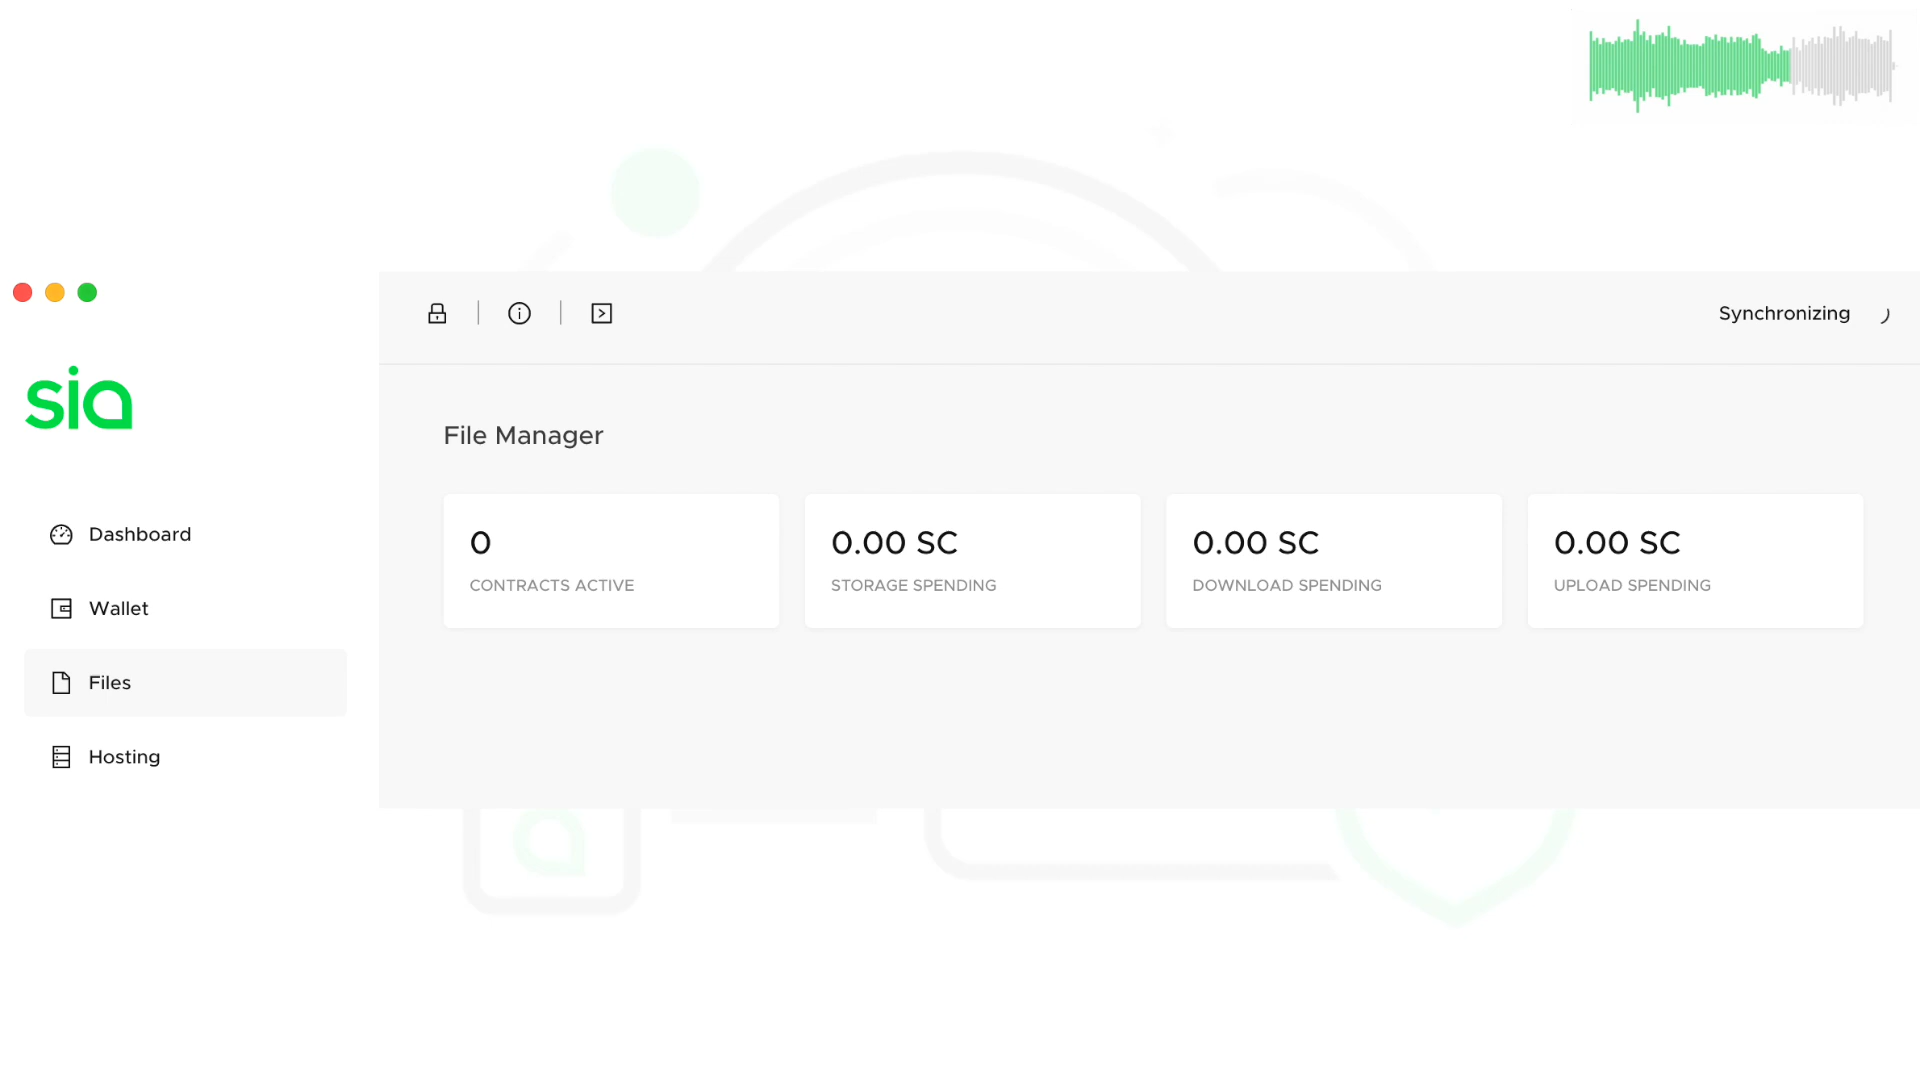 Synchronizing
sia
File Manager
Dashboard
Wallet
Files
Hosting
0
CONTRACTS ACTIVE
0.00 SC
STORAGE SPENDING
0.00 SC
DOWNLOAD SPENDING
0.00 SC
UPLOAD SPENDING